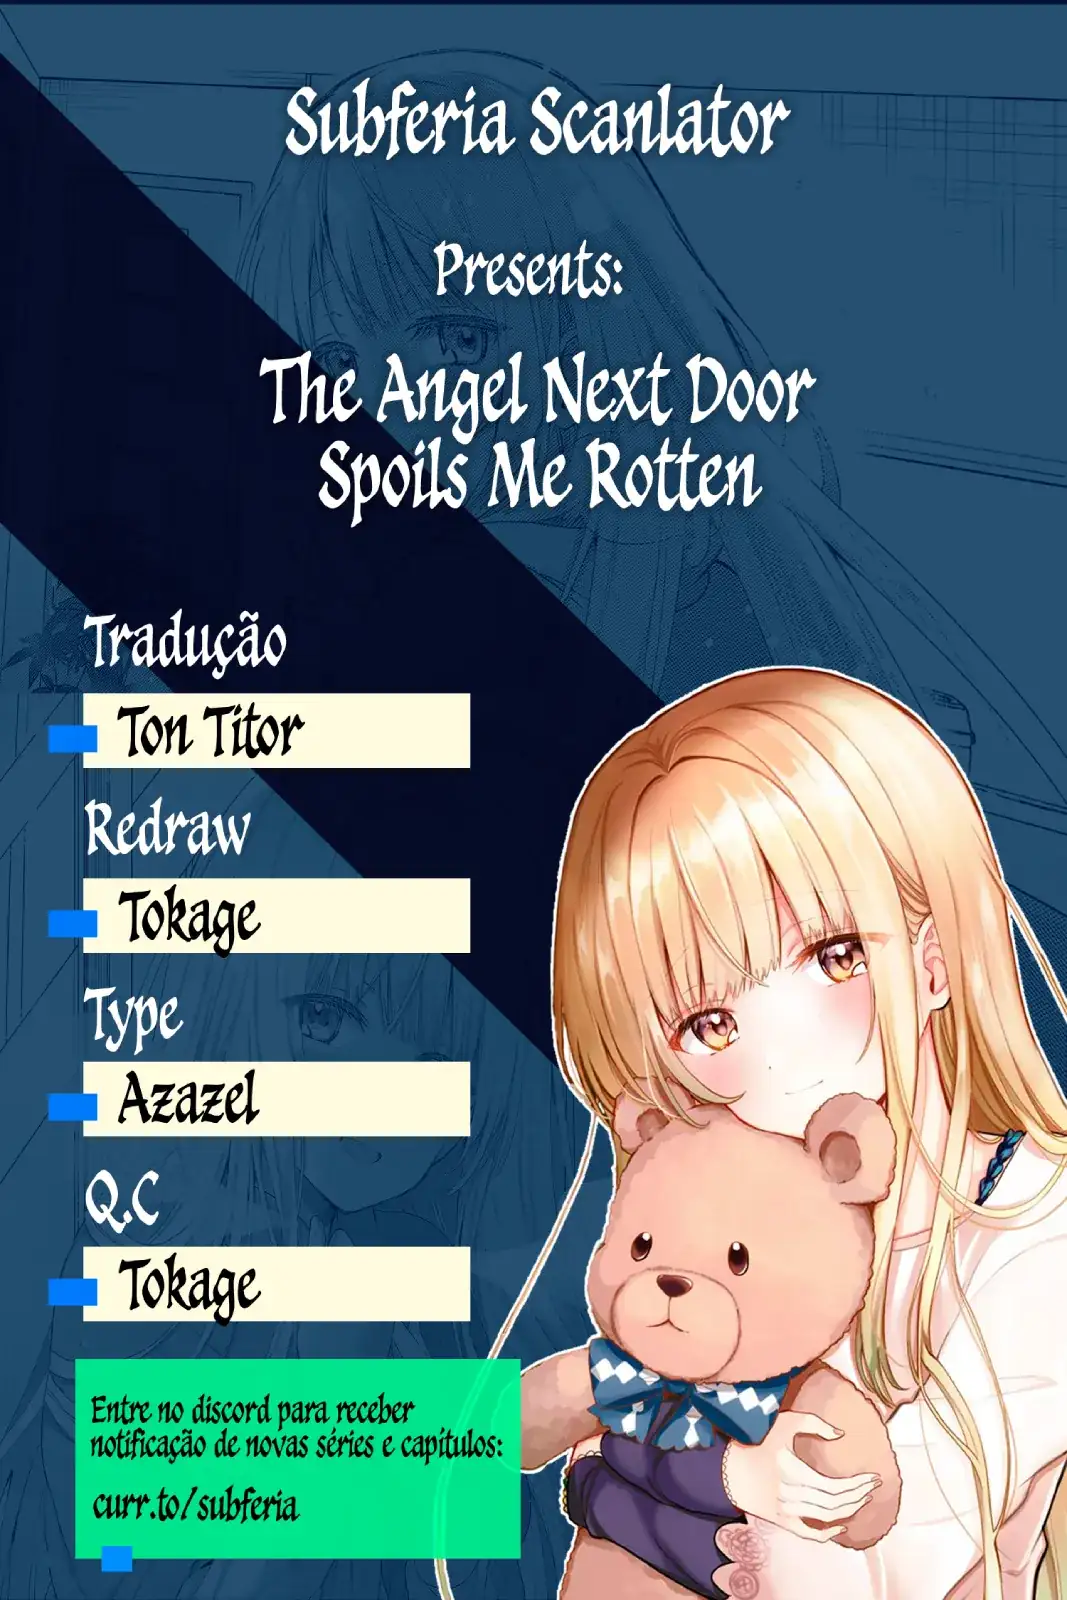 Subferia Scanlator
Presents:
The Angel Next Door
Spoils Me Rotten
Tradução
Ton Titor
Redraw
Tokage
Type
Azazel
Q.C
Tokage
Entre no discord para receber
notificação de novas séries e capítulos:
curr.to/subferia